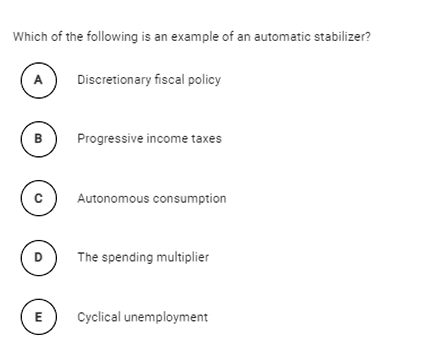 Which of the following is an example of an automatic stabilizer?
A Discretionary fiscal policy
B Progressive income taxes
C Autonomous consumption
D The spending multiplier
E Cyclical unemployment